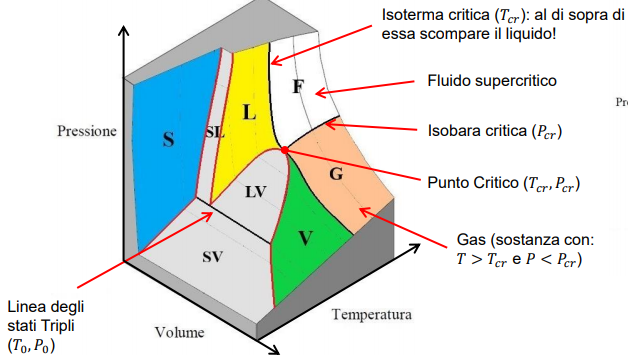 Isoterma critica (T_cr): al di sopra di
essa scompare il liquido!
Fluido supercritico
Pre
Pressione
Isobara critica (P_cr)
Punto Critico (T_cr, P_cr)
Gas (sostanza con:
T > T_cr e P < P_cr)
S
SL
L
F
LV
G
SV
V
Linea degli
stati Tripli
(T_0, P_0)
Volume
Temperatura